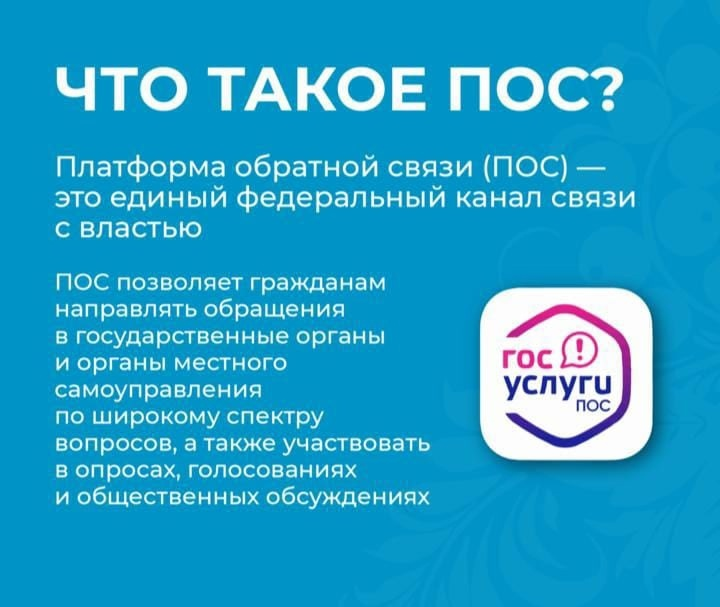 ЧТО ТАКОЕ ПОС?
Платформа обратной связи (ПОС) —
это единый федеральный канал связи
с властью
ПОС позволяет гражданам
направлять обращения
в государственные органы
и органы местного
самоуправления
по широкому спектру
вопросов, а также участвовать
в опросах, голосованиях
и общественных обсуждениях
гос
услуги
ПОС